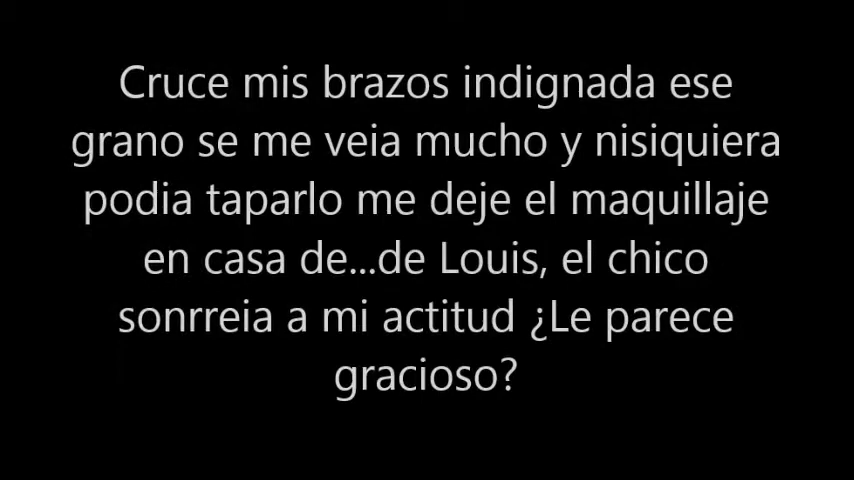 Cruce mis brazos indignada ese
grano se me veia mucho y nisiquiera
podia taparlo me deje el maquillaje
en casa de...de Louis, el chico
sonrreia a mi actitud ¿Le parece
gracioso?